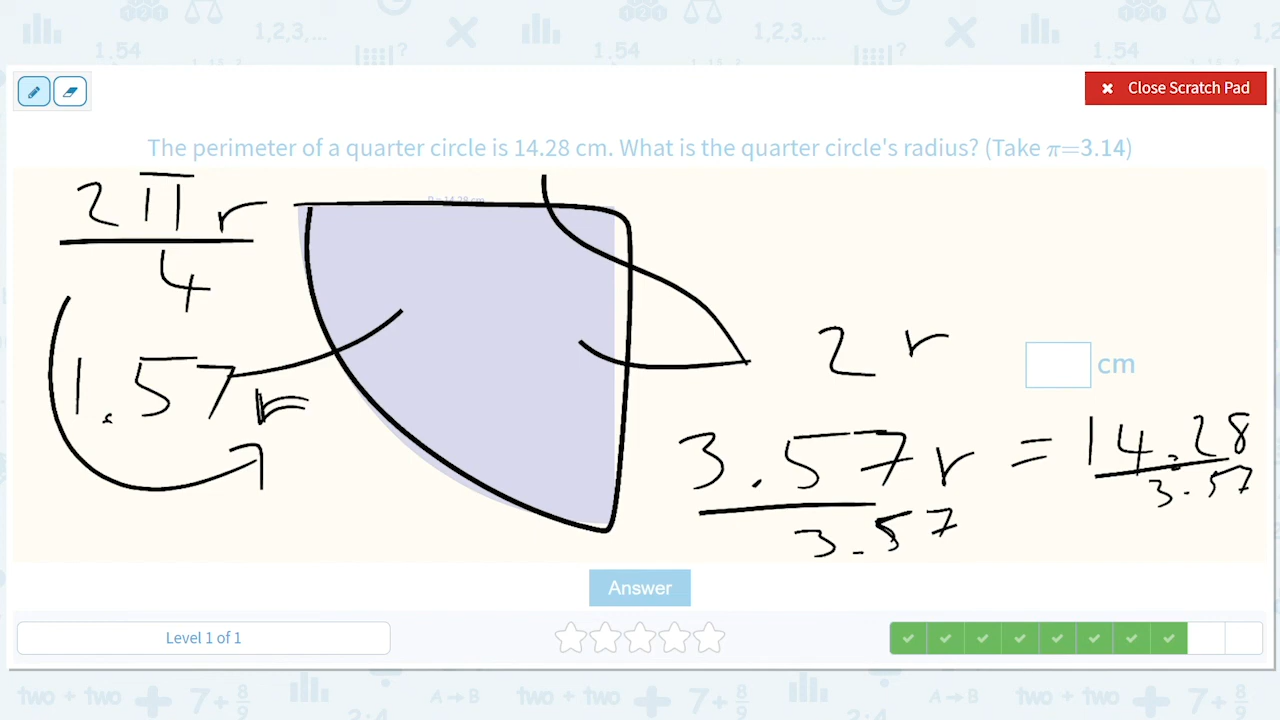 Close Scratch Pad
The perimeter of a quarter circle is 14.28 cm. What is the quarter circle's radius? (Take π=3.14)
2πr
4
1.57r
2r
cm
3.57r = 14.28
3.57 3.57
Answer
Level 1 of 1